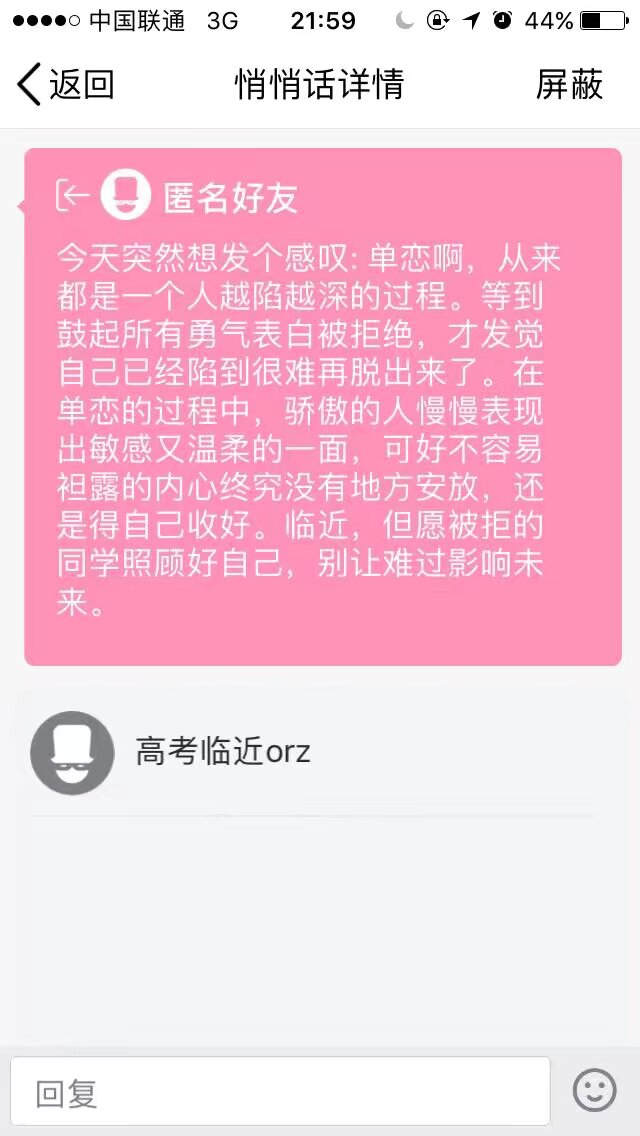 中国联通 3G 21:59 44%
返回 悄悄话详情 屏蔽
匿名好友
今天突然想发个感叹: 单恋啊，从来
都是一个人越陷越深的过程。等到
鼓起所有勇气表白被拒绝，才发觉
自己已经陷到很难再脱出来了。在
单恋的过程中，骄傲的人慢慢表现
出敏感又温柔的一面，可好不容易
袒露的内心终究没有地方安放，还
是得自己收好。临近，但愿被拒的
同学照顾好自己，别让难过影响未
来。
高考临近orz
回复